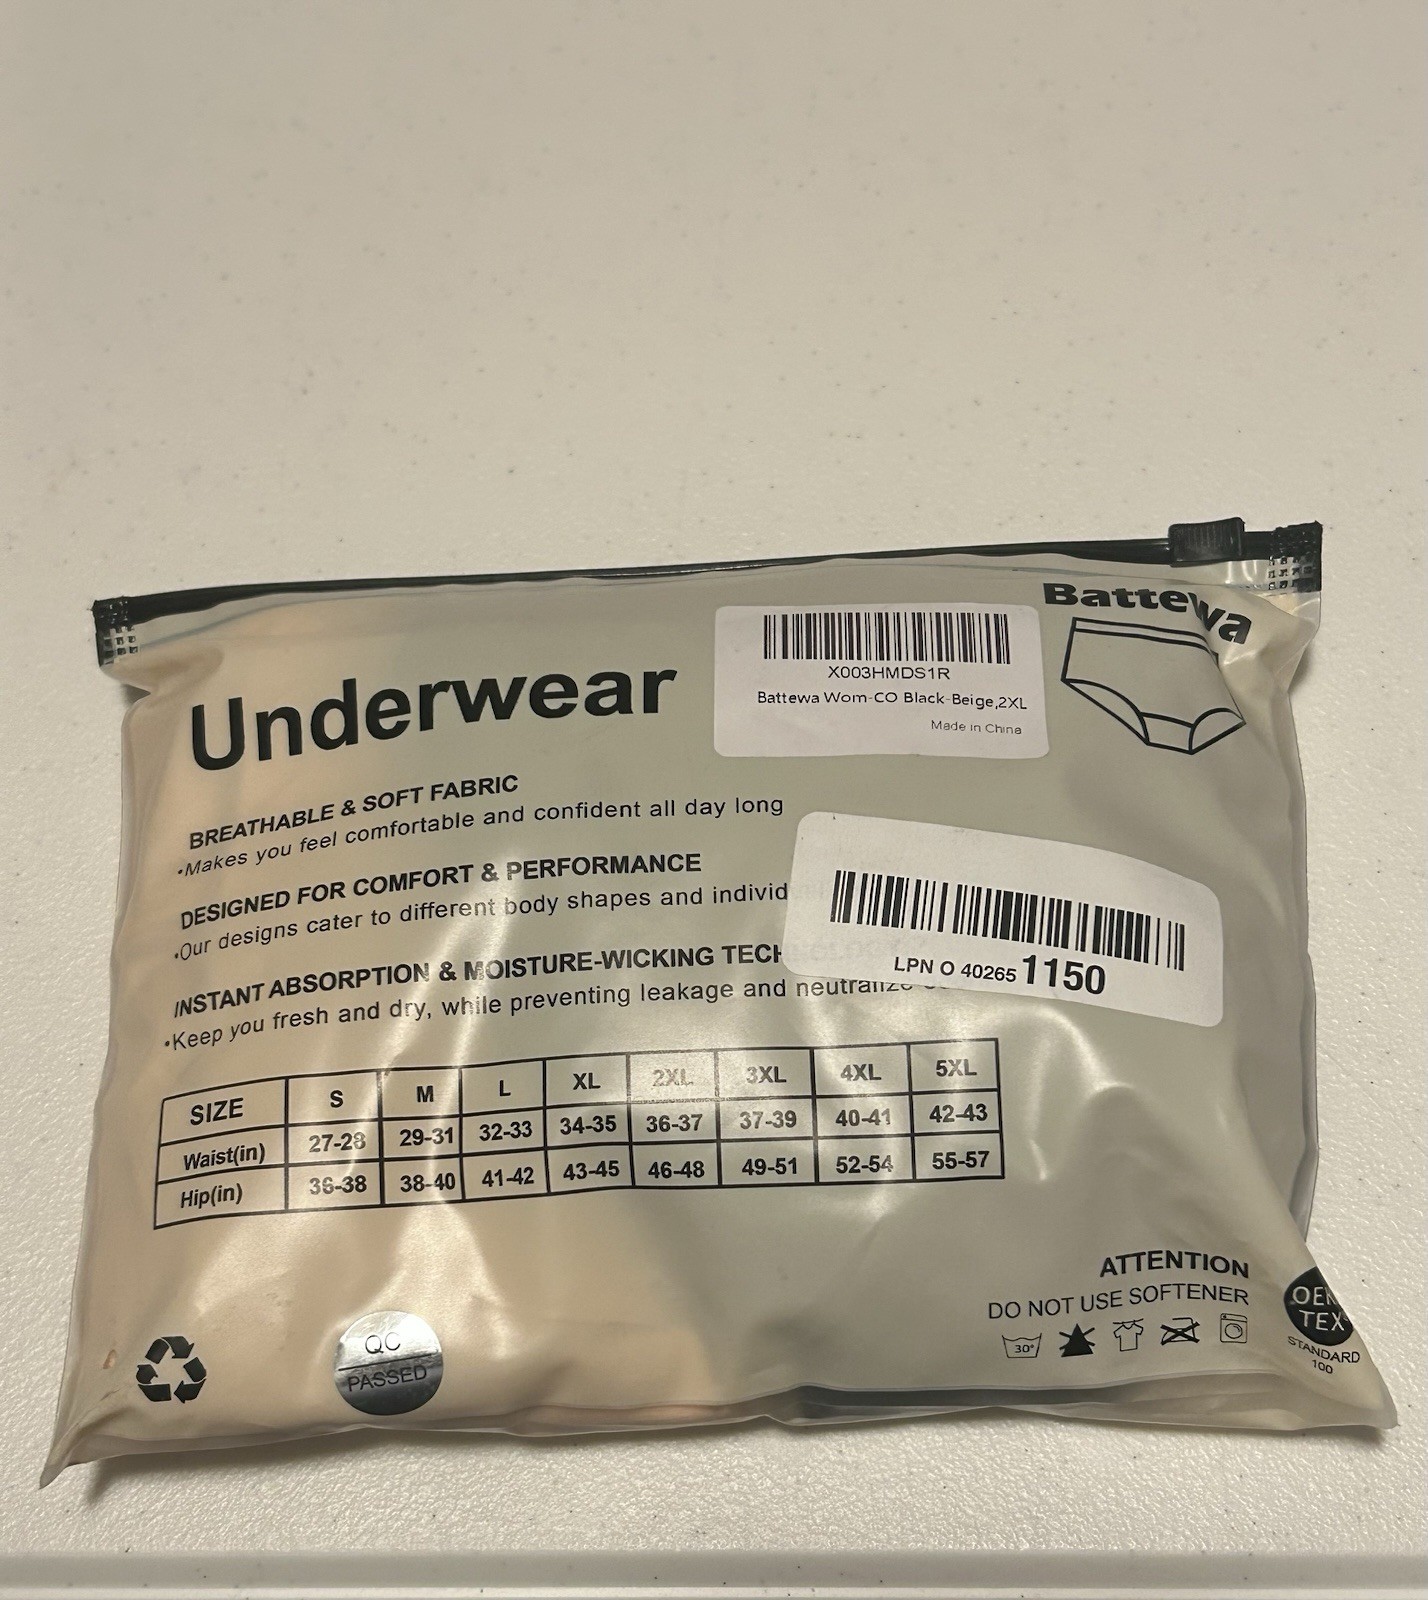 Battewa
X003HMDS1R
Battewa Wom-CO Black-Beige,2XL
Made in China
Underwear
BREATHABLE & SOFT FABRIC
•Makes you feel comfortable and confident all day long
DESIGNED FOR COMFORT & PERFORMANCE
•Our designs cater to different body shapes and
INSTANT ABSORPTION & MOISTURE-WICKING
•Keep you fresh and dry, while preventing leakage and neutralize
LPN O 40265 1150
SIZE S M L XL 2XL 3XL 4XL 5XL
Waist(in) 27-28 29-31 32-33 34-35 36-37 37-39 40-41 42-43
Hip(in) 36-38 38-40 41-42 43-45 46-48 49-51 52-54 55-57
ATTENTION
DO NOT USE SOFTENER
30°
QC
PASSED
TEX
STANDARD
100